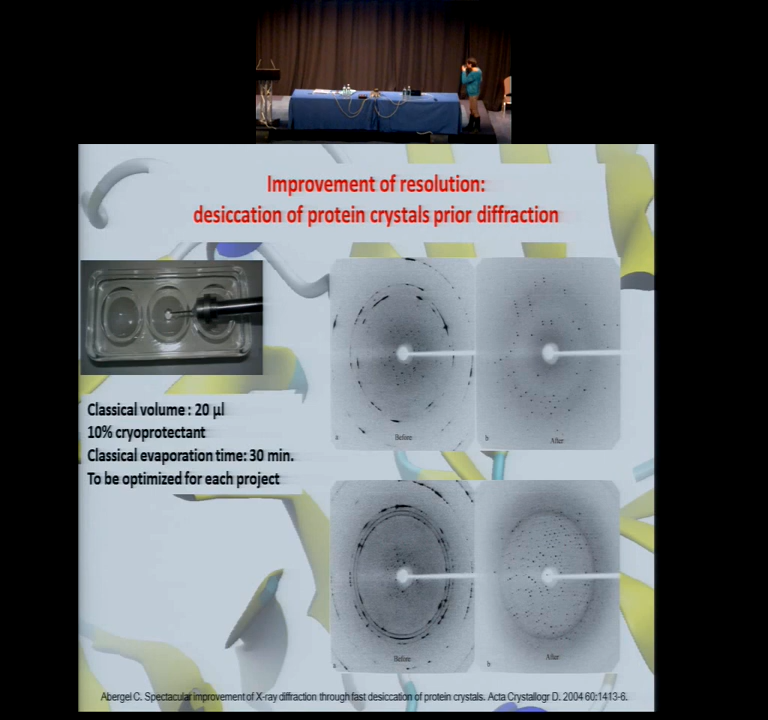 Improvement of resolution:
desiccation of protein crystals prior diffraction
Classical volume : 20 µl
10% cryoprotectant
Classical evaporation time: 30 min.
To be optimized for each project
a
Before
b
After
a
Before
b
After
Abergel C. Spectacular improvement of X-ray diffraction through fast desiccation of protein crystals. Acta Crystallogr D. 2004 60:1413-6.